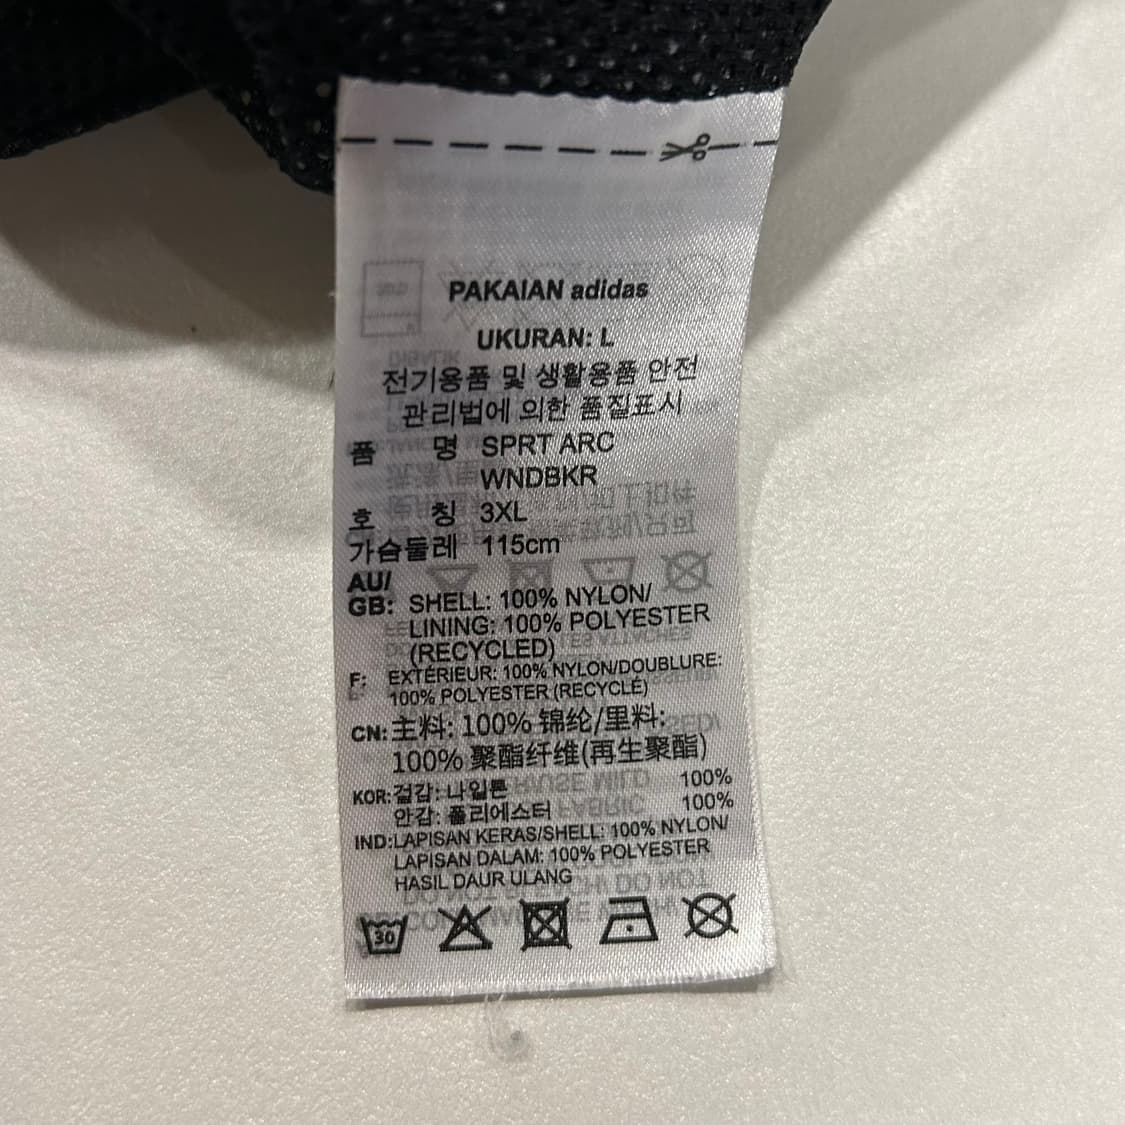 PAKAIAN adidas
UKURAN: L
전기용품 및 생활용품 안전
관리법에 의한 품질표시
품 명 SPRT ARC
WNDBKR
호 칭 3XL
가슴둘레 115cm
AU/
GB: SHELL: 100% NYLON/
LINING: 100% POLYESTER
(RECYCLED)
F: EXTÉRIEUR: 100% NYLON/DOUBLURE:
100% POLYESTER (RECYCLÉ)
CN: 主料: 100% 锦纶/里料:
100% 聚酯纤维(再生聚酯)
KOR: 겉감: 나일론 100%
안감: 폴리에스터 100%
IND: LAPISAN KERAS/SHELL: 100% NYLON/
LAPISAN DALAM: 100% POLYESTER
HASIL DAUR ULANG
30